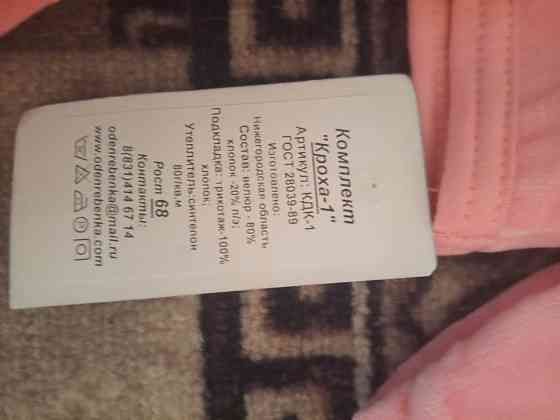 Комплект
"Кроха-1"
Артикул: КДК-1
ГОСТ 28039-89
Изготовлено:
Нижегородская область
Состав: велюр - 80%
хлопок -20% п/э;
Подкладка: трикотаж-100%
хлопок;
Утеплитель-синтепон
80г/кв.м
Рост 68
Контакты:
8(831)414 67 14
odenrebenka@mail.ru
www.odenrebenka.com